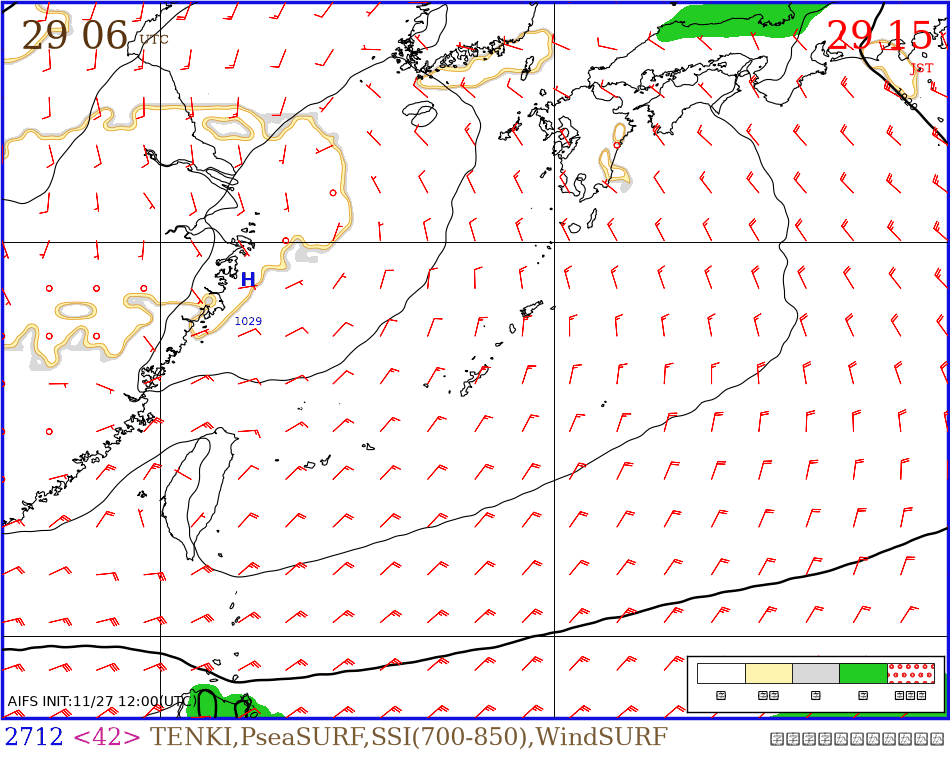 29 06 UTC
29 15 JST
H
1029
AIFS INIT:11/27 12:00(UTC)
2712 <42> TENKI,PseaSURF,SSI(700-850),WindSURF